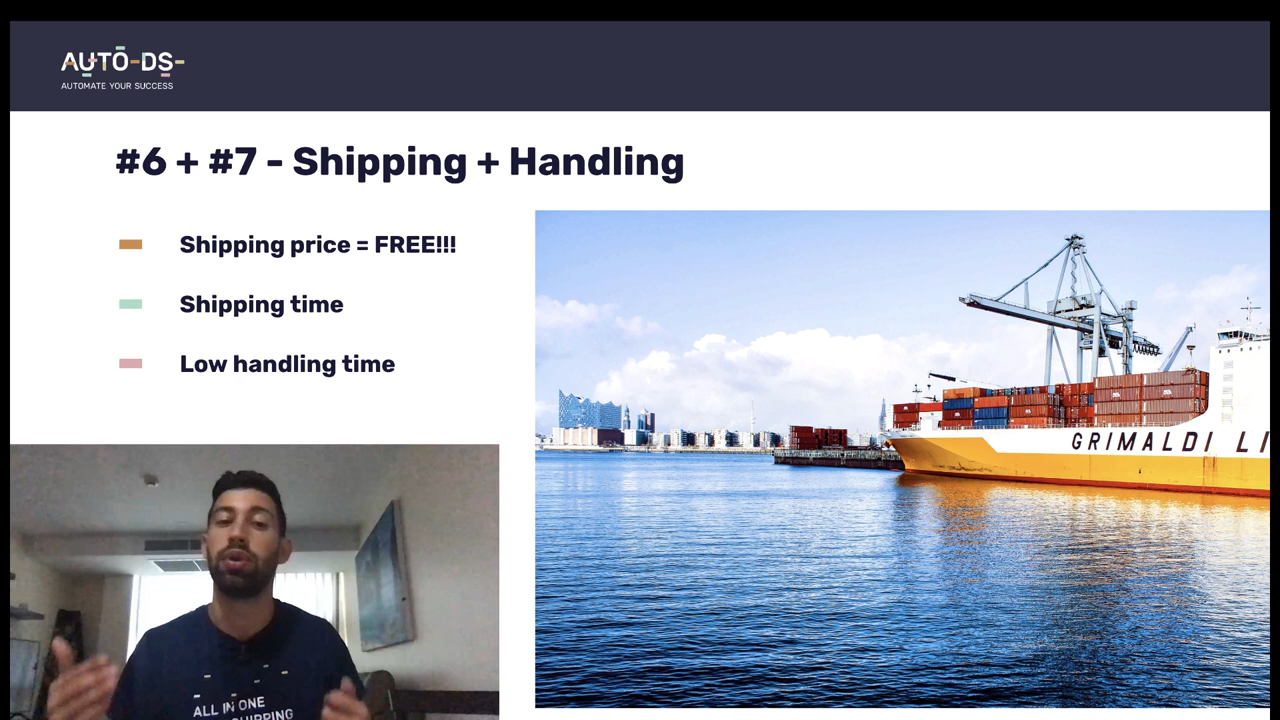 AUTO-DS-
AUTOMATE YOUR SUCCESS
#6 + #7 - Shipping + Handling
Shipping price = FREE!!!
Shipping time
Low handling time
GRIMALDI LI
ALL IN ONE
SHIPPING